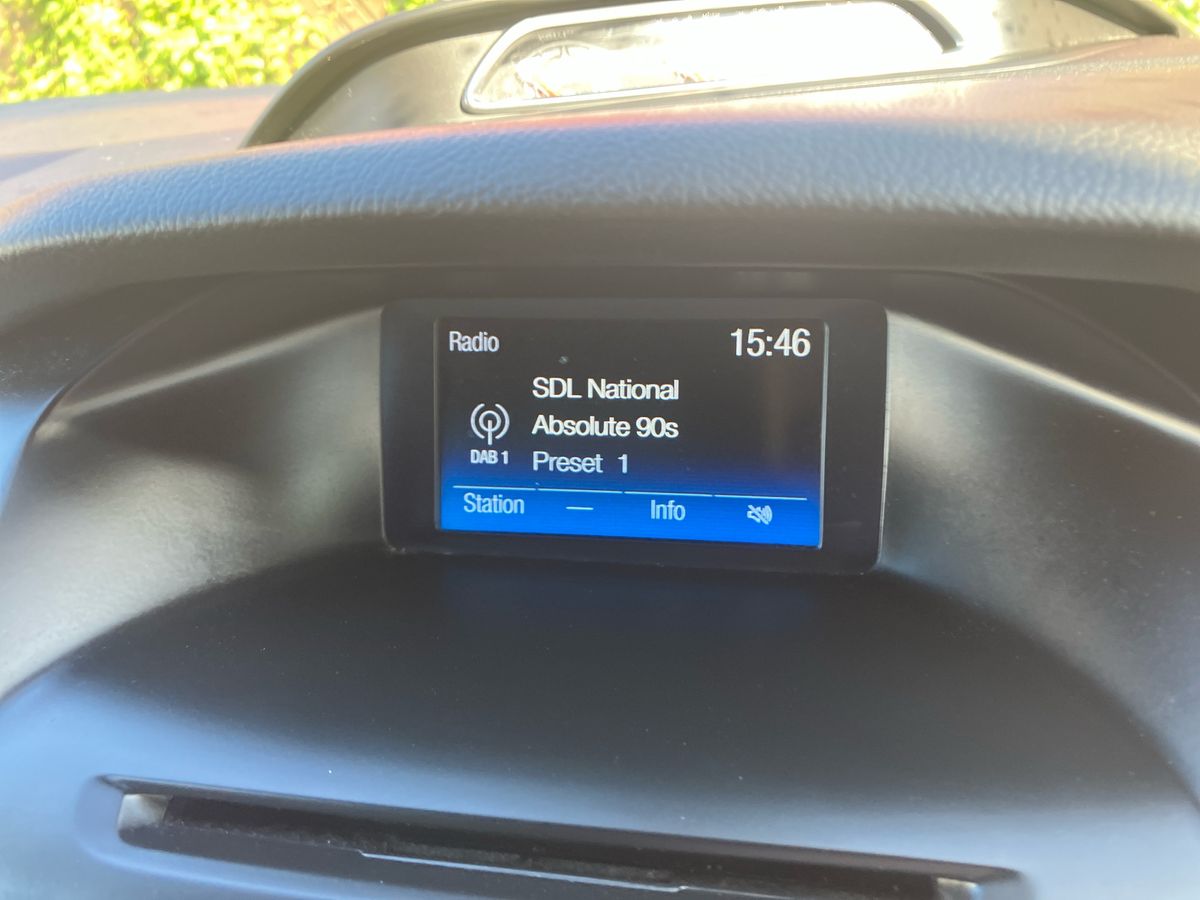 Radio 15:46
SDL National
Absolute 90s
DAB 1 Preset 1
Station — Info